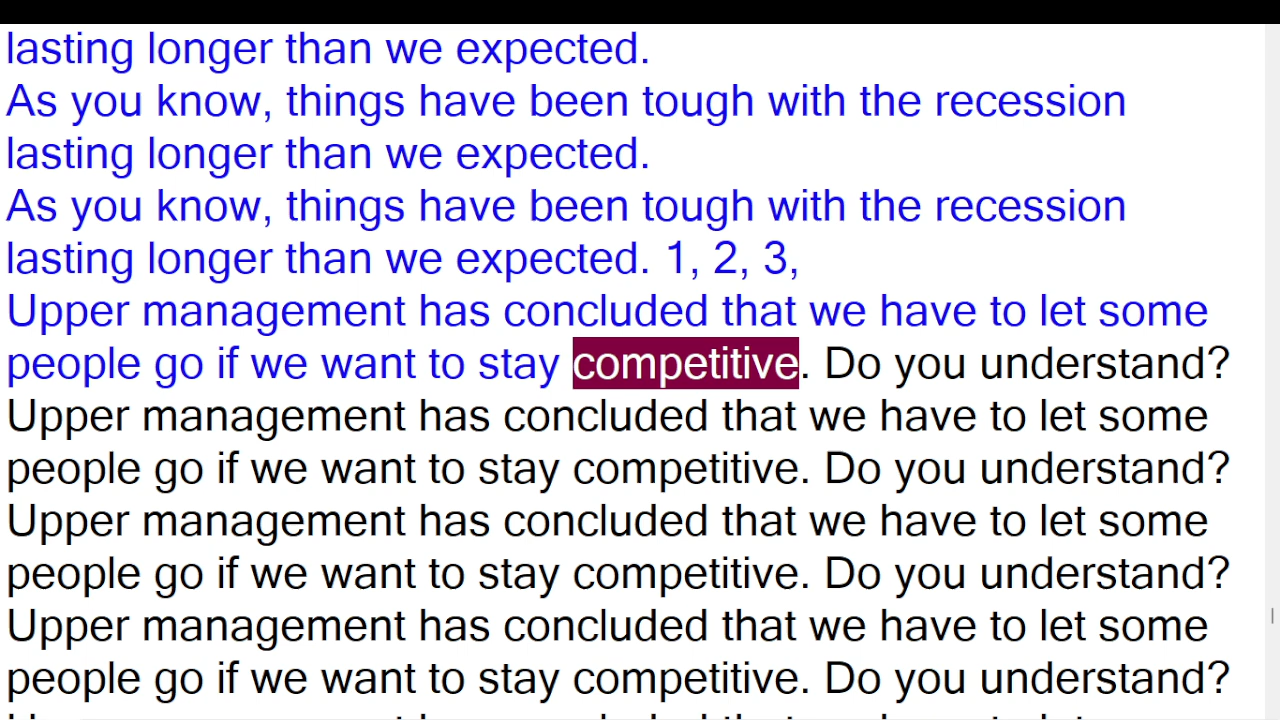 lasting longer than we expected.
As you know, things have been tough with the recession
lasting longer than we expected.
As you know, things have been tough with the recession
lasting longer than we expected. 1, 2, 3,
Upper management has concluded that we have to let some
people go if we want to stay competitive. Do you understand?
Upper management has concluded that we have to let some
people go if we want to stay competitive. Do you understand?
Upper management has concluded that we have to let some
people go if we want to stay competitive. Do you understand?
Upper management has concluded that we have to let some
people go if we want to stay competitive. Do you understand?